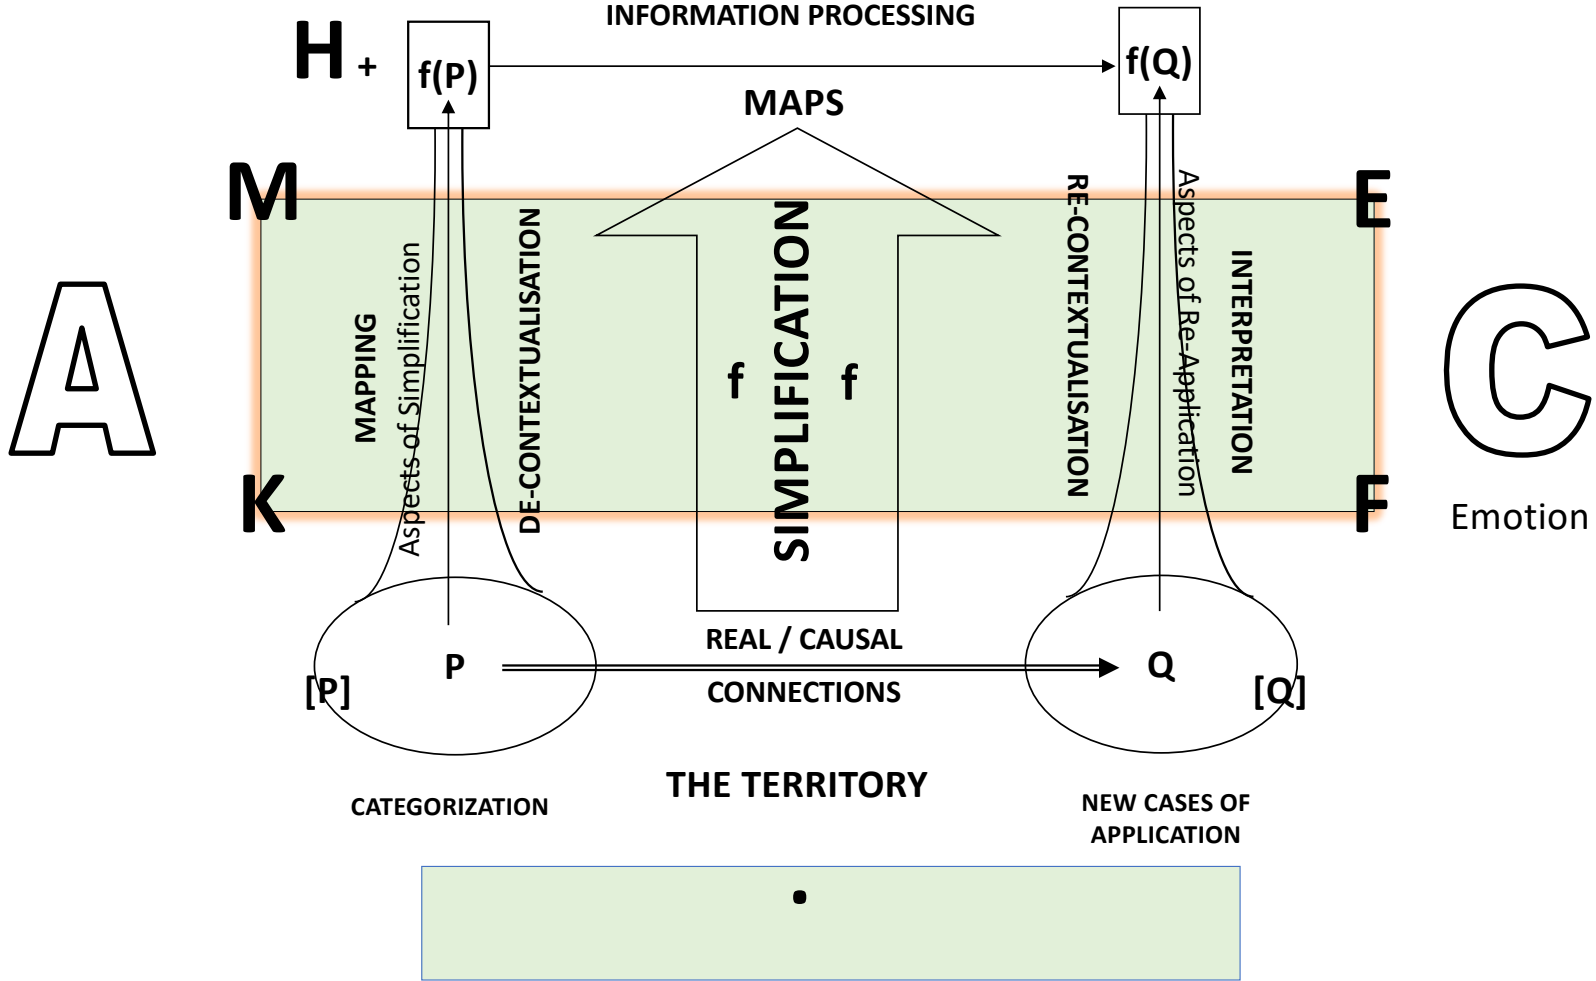 INFORMATION PROCESSING
H +
f(P)
f(Q)
MAPS
M
E
MAPPING
Aspects of Simplification
DE-CONTEXTUALISATION
SIMPLIFICATION
f
f
RE-CONTEXTUALISATION
Aspects of Re-Application
INTERPRETATION
A
C
K
F
Emotion
REAL / CAUSAL
P
Q
[P]
CONNECTIONS
[Q]
THE TERRITORY
CATEGORIZATION
NEW CASES OF
APPLICATION
.